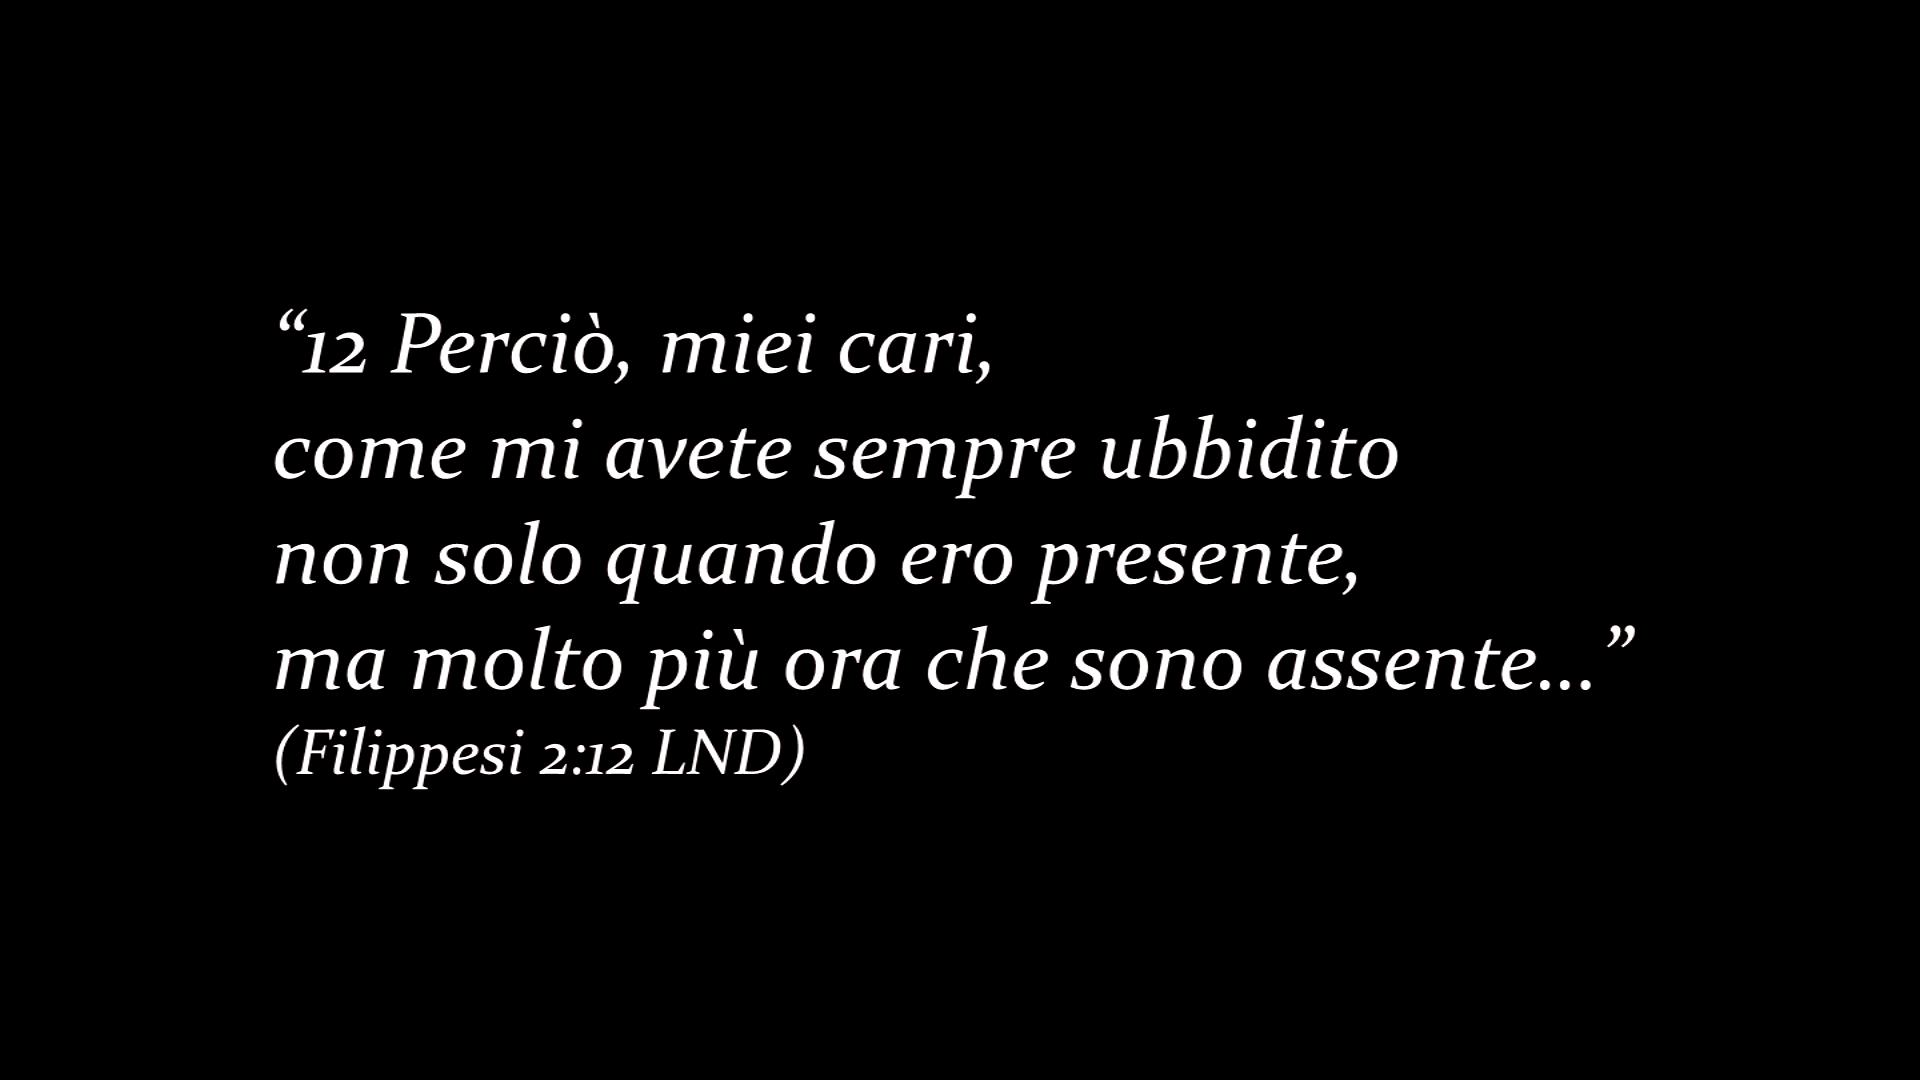 “12 Perciò, miei cari,
come mi avete sempre ubbidito
non solo quando ero presente,
ma molto più ora che sono assente...”
(Filippesi 2:12 LND)